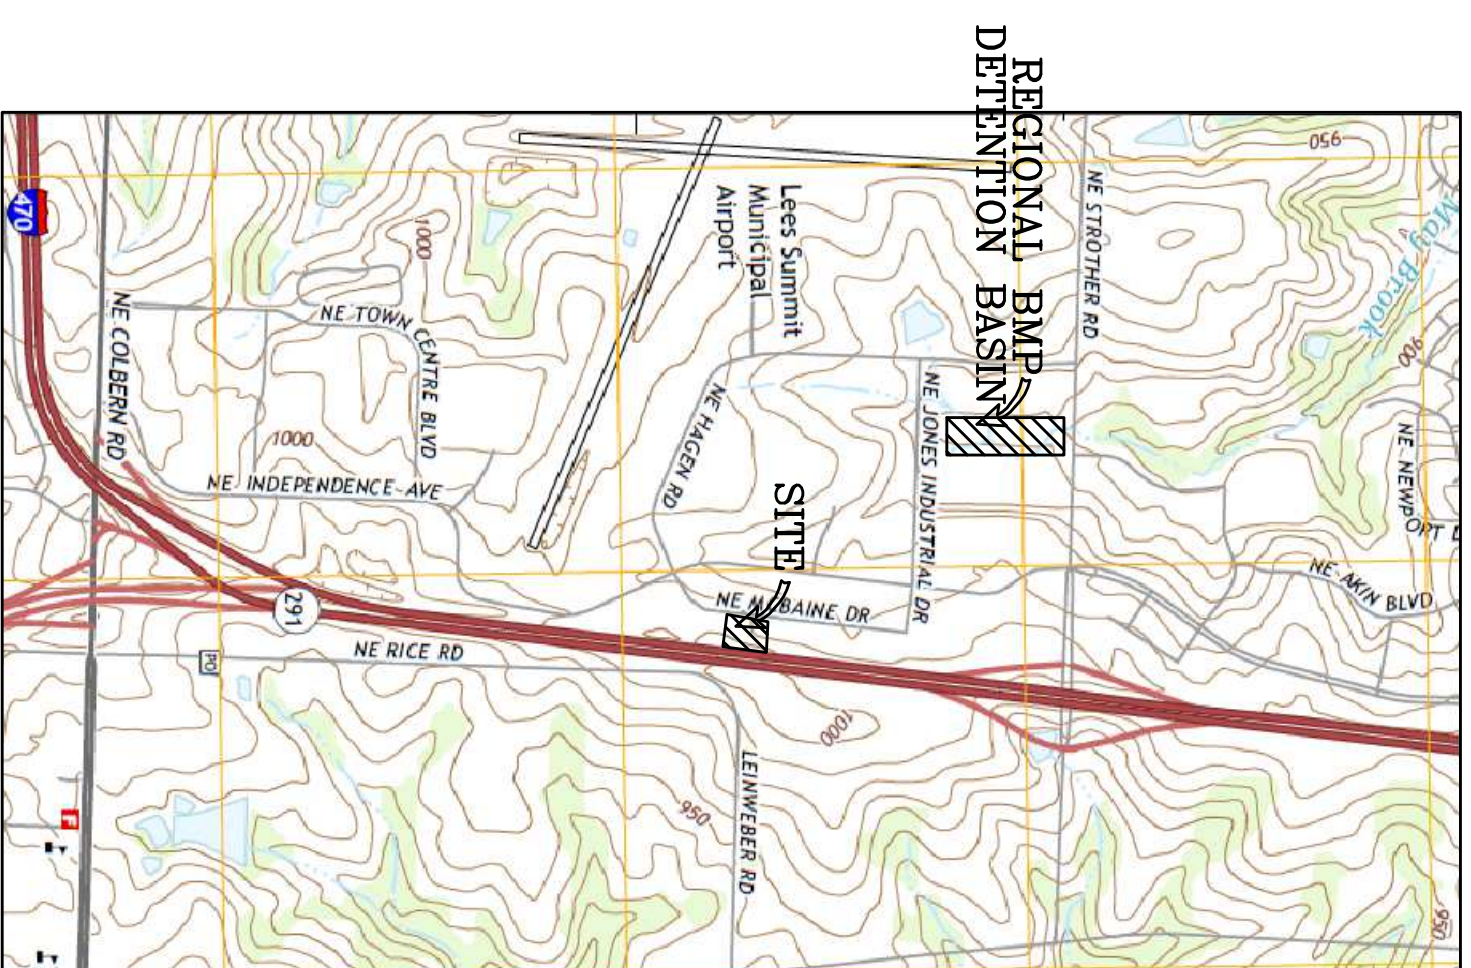 REGIONAL BMP
DETENTION BASIN
NE STROTHER RD
950
May Brook
900
Lees Summit
Municipal
Airport
470
1000
NE COLBERN RD
NE TOWN CENTRE BLVD
NE HAGEN RD
NE JONES INDUSTRIAL DR
NE NEWPORT
1000
NE INDEPENDENCE AVE
SITE
NE AKIN BLVD
291
NE RICE RD
PO
1000
LEINWEBER RD
950
F
950